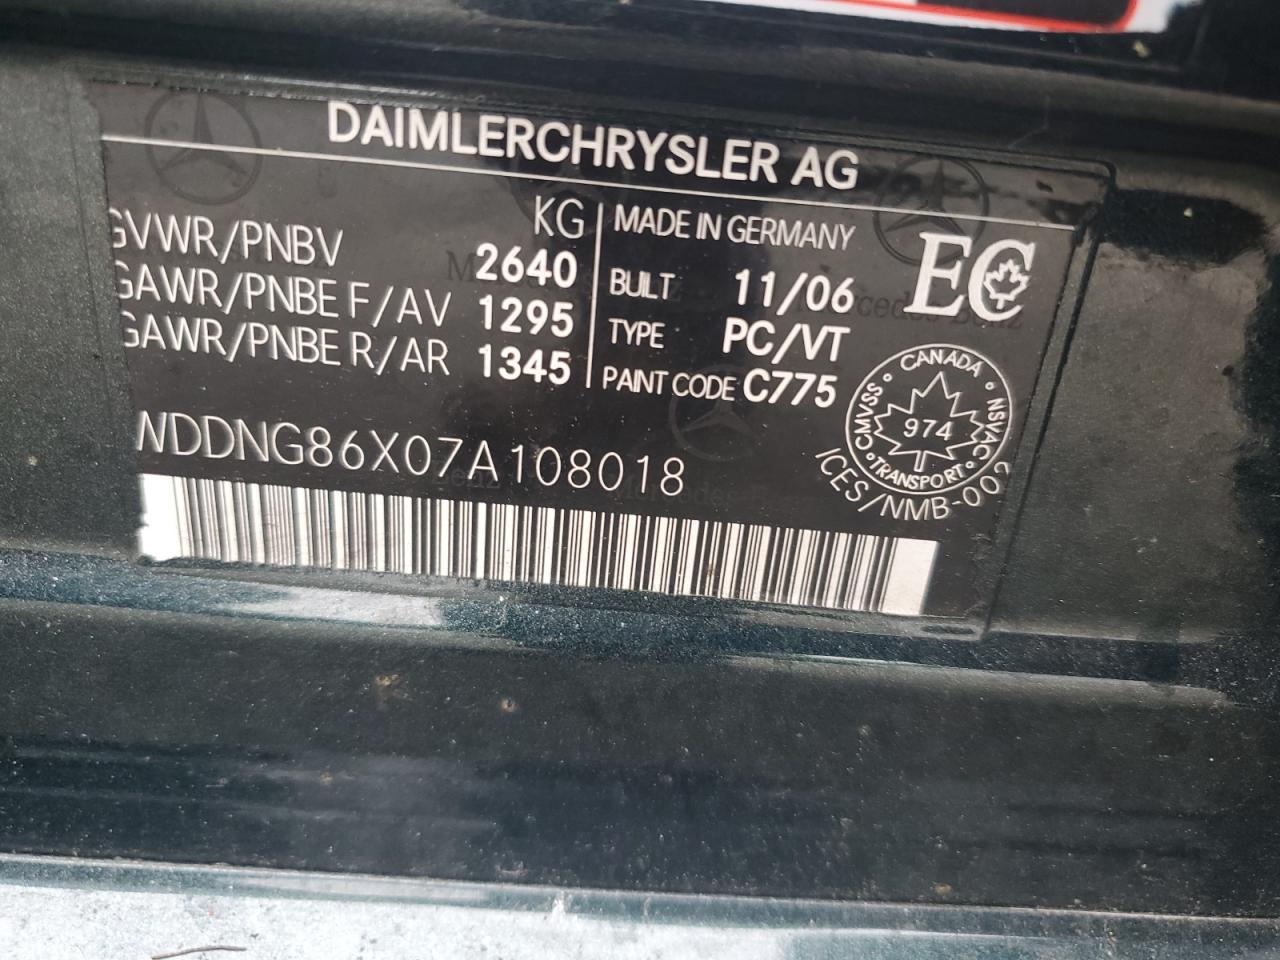 DAIMLERCHRYSLER AG
KG
GVWR/PNBV 2640
GAWR/PNBE F/AV 1295
GAWR/PNBE R/AR 1345
MADE IN GERMANY
BUILT 11/06
TYPE PC/VT
PAINT CODE C775
EC
CANADA
CMVSS
NSVAC
974
TRANSPORT
ICES/NMB-002
WDDNG86X07A108018